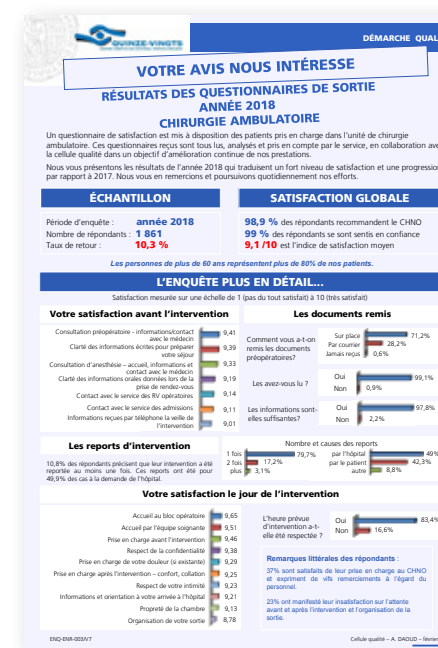 QUINZE-VINGTS
DÉMARCHE QUAL
VOTRE AVIS NOUS INTÉRESSE
RÉSULTATS DES QUESTIONNAIRES DE SORTIE
ANNÉE 2018
CHIRURGIE AMBULATOIRE
Un questionnaire de satisfaction est mis à disposition des patients pris en charge dans l'unité de chirurgie
ambulatoire. Ces questionnaires reçus sont tous lus, analysés et pris en compte par le service, en collaboration ave
la cellule qualité dans un objectif d'amélioration continue de nos prestations.
Nous vous présentons les résultats de l'année 2018 qui traduisent un fort niveau de satisfaction et une progression
par rapport à 2017. Nous vous en remercions et poursuivons quotidiennement nos efforts.
ÉCHANTILLON
Période d'enquête : année 2018
Nombre de répondants : 1 861
Taux de retour : 10,3 %
SATISFACTION GLOBALE
98,9 % des répondants recommandent le CHNO
99 % des répondants se sont sentis en confiance
9,1 /10 est l'indice de satisfaction moyen
Les personnes de plus de 60 ans représentent plus de 80% de nos patients.
L'ENQUÊTE PLUS EN DÉTAIL...
Satisfaction mesurée sur une échelle de 1 (pas du tout satisfait) à 10 (très satisfait)
Votre satisfaction avant l'intervention
Consultation préopératoire - informations/contact
avec le médecin 9,41
Clarté des informations écrites pour préparer
votre séjour 9,39
Consultation d'anesthésie – accueil, informations et
contact avec le médecin 9,33
Clarté des informations orales données lors de la
prise de rendez-vous 9,19
Contact avec le service des RV opératoires 9,14
Contact avec le service des admissions 9,11
Informations reçues par téléphone la veille de
l'intervention 9,01
Les documents remis
Comment vous a-t-on
remis les documents
préopératoires?
Sur place 71,2%
Par courrier 28,2%
Jamais reçus 0,6%
Les avez-vous lu ?
Oui 99,1%
Non 0,9%
Les informations sont-
elles suffisantes?
Oui 97,8%
Non 2,2%
Les reports d'intervention
10,8% des répondants précisent que leur intervention a été
reportée au moins une fois. Ces reports ont été pour
49,9% des cas à la demande de l'hôpital.
Nombre et causes des reports
1 fois 79,7%
2 fois 17,2%
plus 3,1%
par l'hôpital 49%
par le patient 42,3%
autre 8,8%
Votre satisfaction le jour de l'intervention
Accueil au bloc opératoire 9,65
Accueil par l'équipe soignante 9,51
Prise en charge avant l'intervention 9,46
Respect de la confidentialité 9,38
Prise en charge de votre douleur (si existante) 9,29
Prise en charge après l'intervention – confort, collation 9,25
Respect de votre intimité 9,23
Informations et orientation à votre arrivée à l'hôpital 9,21
Propreté de la chambre 9,13
Organisation de votre sortie 8,78
L'heure prévue
d'intervention a-t-
elle été respectée ?
Oui 83,4%
Non 16,6%
Remarques littérales des répondants :
37% sont satisfaits de leur prise en charge au CHNO
et expriment de vifs remerciements à l'égard du
personnel.
23% ont manifesté leur insatisfaction sur l'attente
avant et après l'intervention et l'organisation de la
sortie.
ENQ-ENR-003/V7
Cellule qualité – A. DAOUD – février